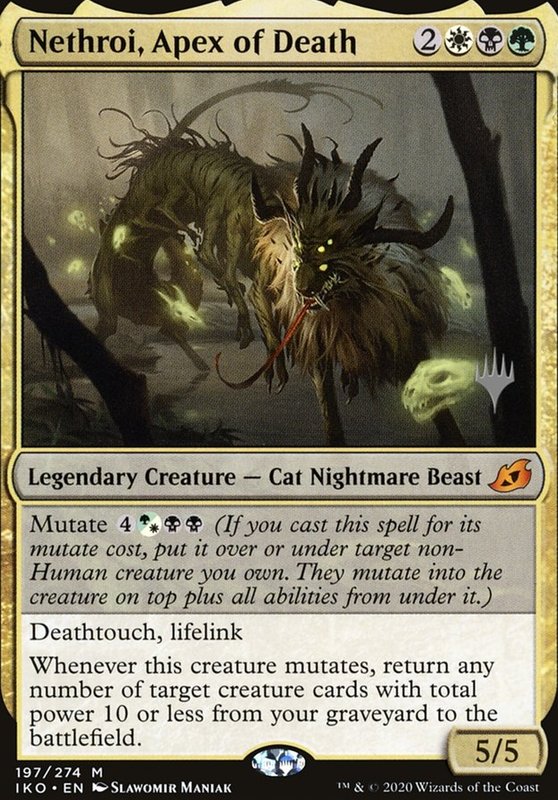 Nethroi, Apex of Death 2
Legendary Creature — Cat Nightmare Beast
Mutate 4 (If you cast this spell for its
mutate cost, put it over or under target non-
Human creature you own. They mutate into the
creature on top plus all abilities from under it.)
Deathtouch, lifelink
Whenever this creature mutates, return any
number of target creature cards with total
power 10 or less from your graveyard to the
battlefield.
5/5
197/274 M
IKO • EN Slawomir Maniak
™ & © 2020 Wizards of the Coast